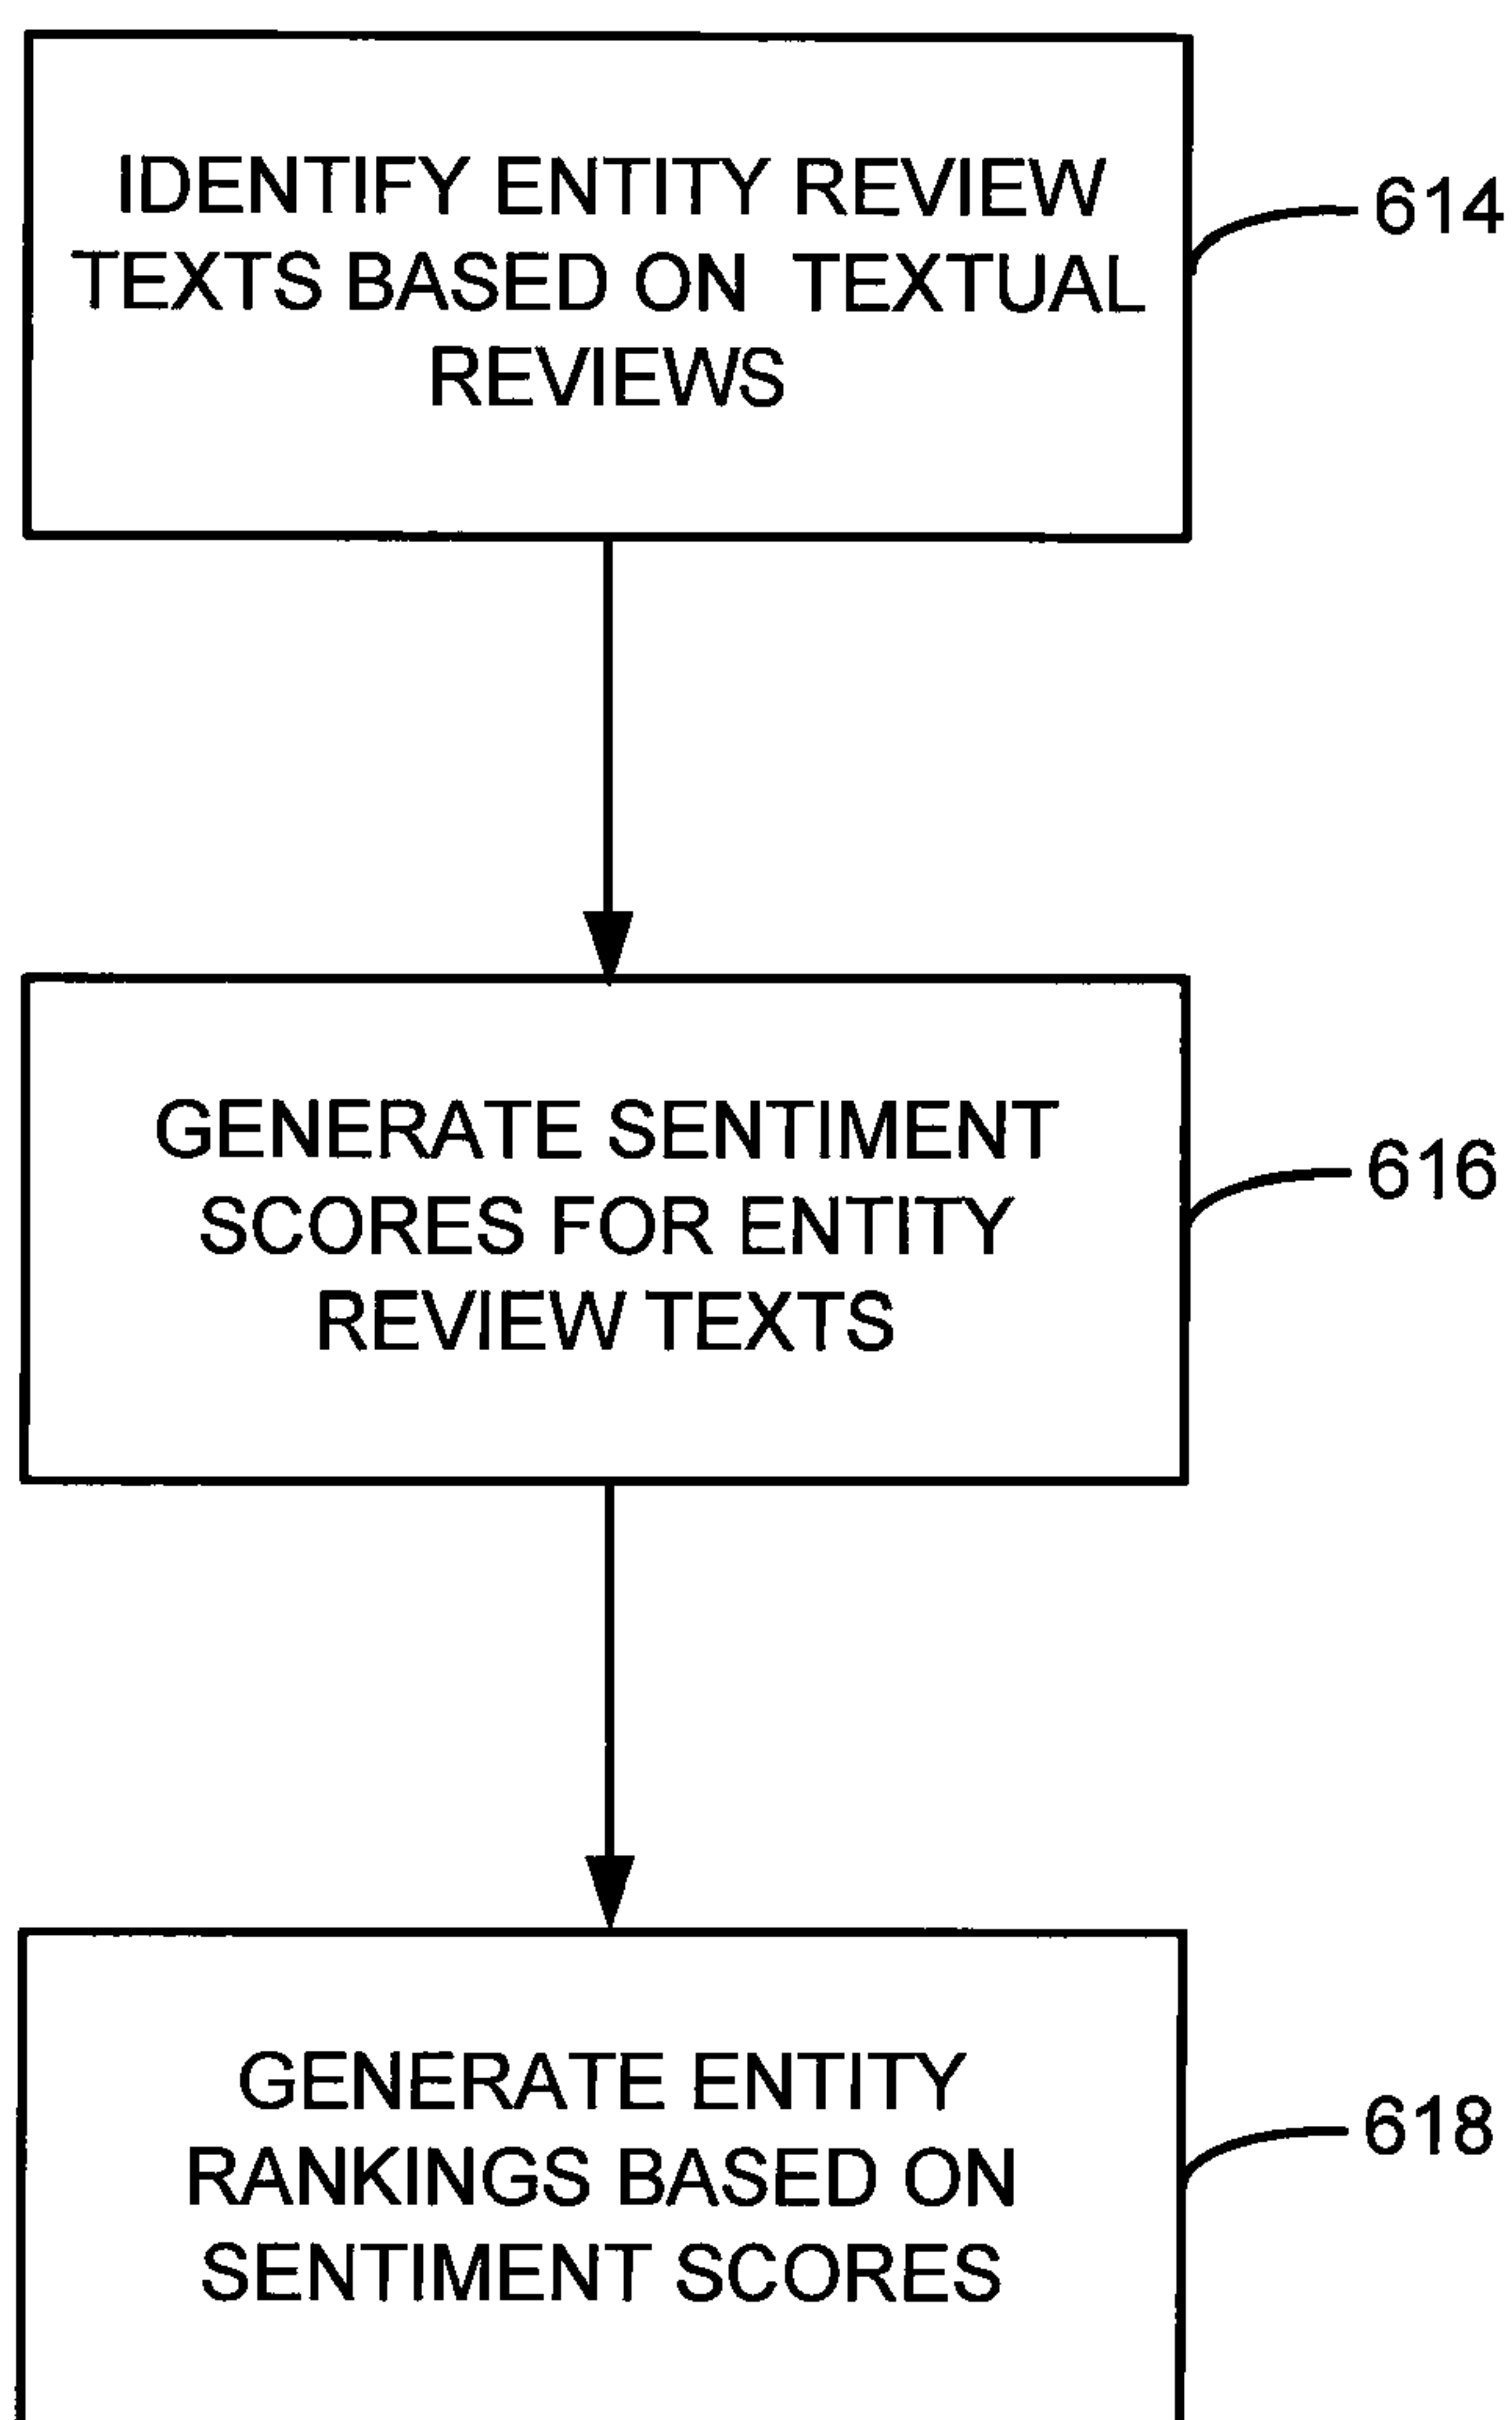 IDENTIFY ENTITY REVIEW
TEXTS BASED ON TEXTUAL
REVIEWS
614
GENERATE SENTIMENT
SCORES FOR ENTITY
REVIEW TEXTS
616
GENERATE ENTITY
RANKINGS BASED ON
SENTIMENT SCORES
618